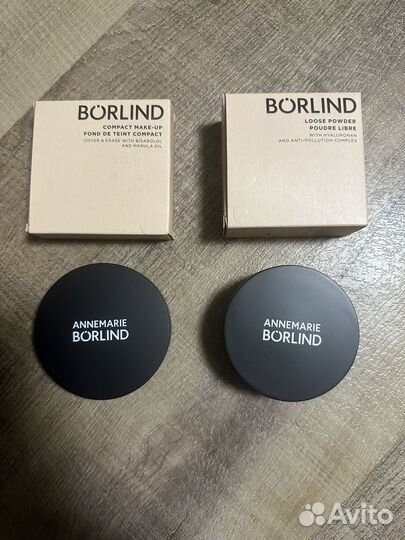 BÖRLIND
COMPACT MAKE-UP
FOND DE TEINT COMPACT
COVER & ERASE WITH BISABOLOL
AND MARULA OIL
BÖRLIND
LOOSE POWDER
POUDRE LIBRE
WITH HYALURONAN
AND ANTI-POLLUTION COMPLEX
ANNEMARIE
BÖRLIND
ANNEMARIE
BÖRLIND
Avito